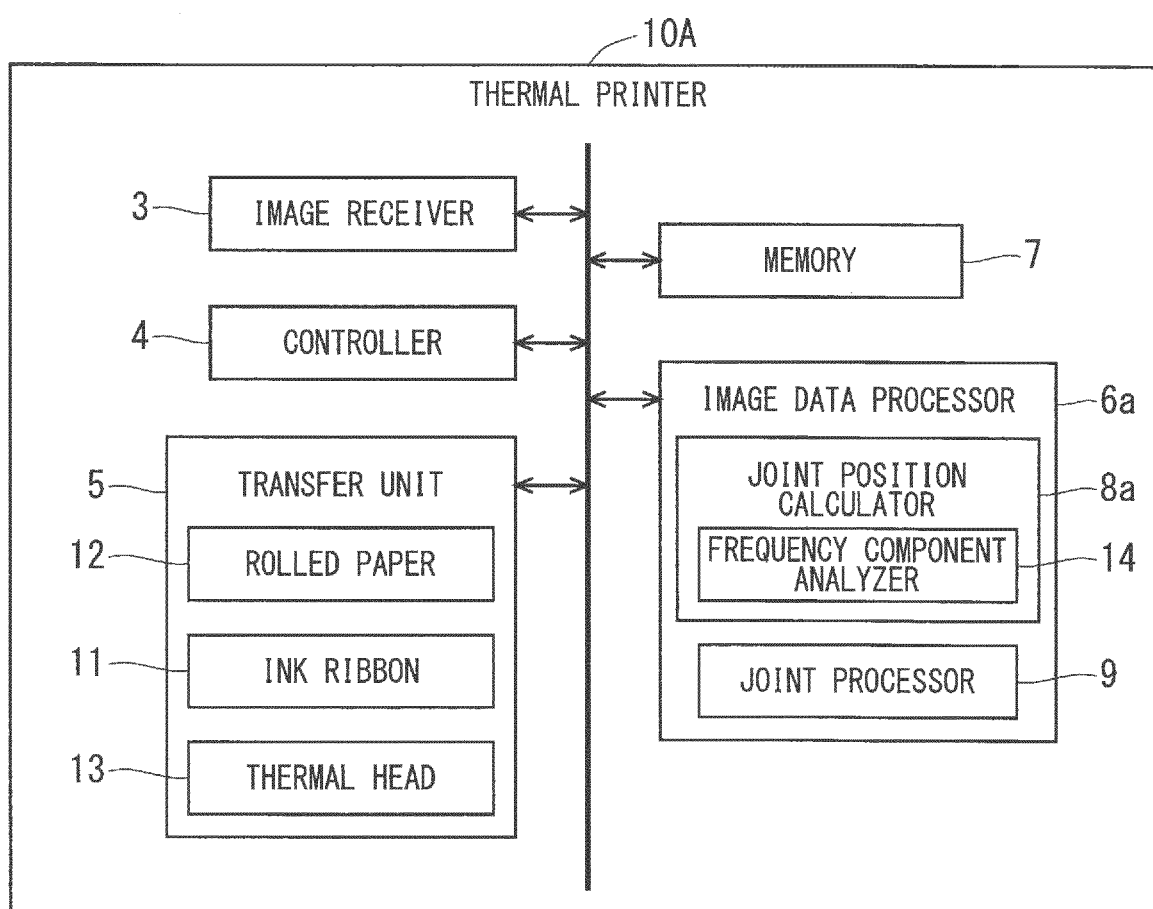 10A
THERMAL PRINTER
3
IMAGE RECEIVER
MEMORY
7
4
CONTROLLER
IMAGE DATA PROCESSOR
6a
5
TRANSFER UNIT
JOINT POSITION
CALCULATOR
8a
12
ROLLED PAPER
FREQUENCY COMPONENT
ANALYZER
14
11
INK RIBBON
JOINT PROCESSOR
9
13
THERMAL HEAD